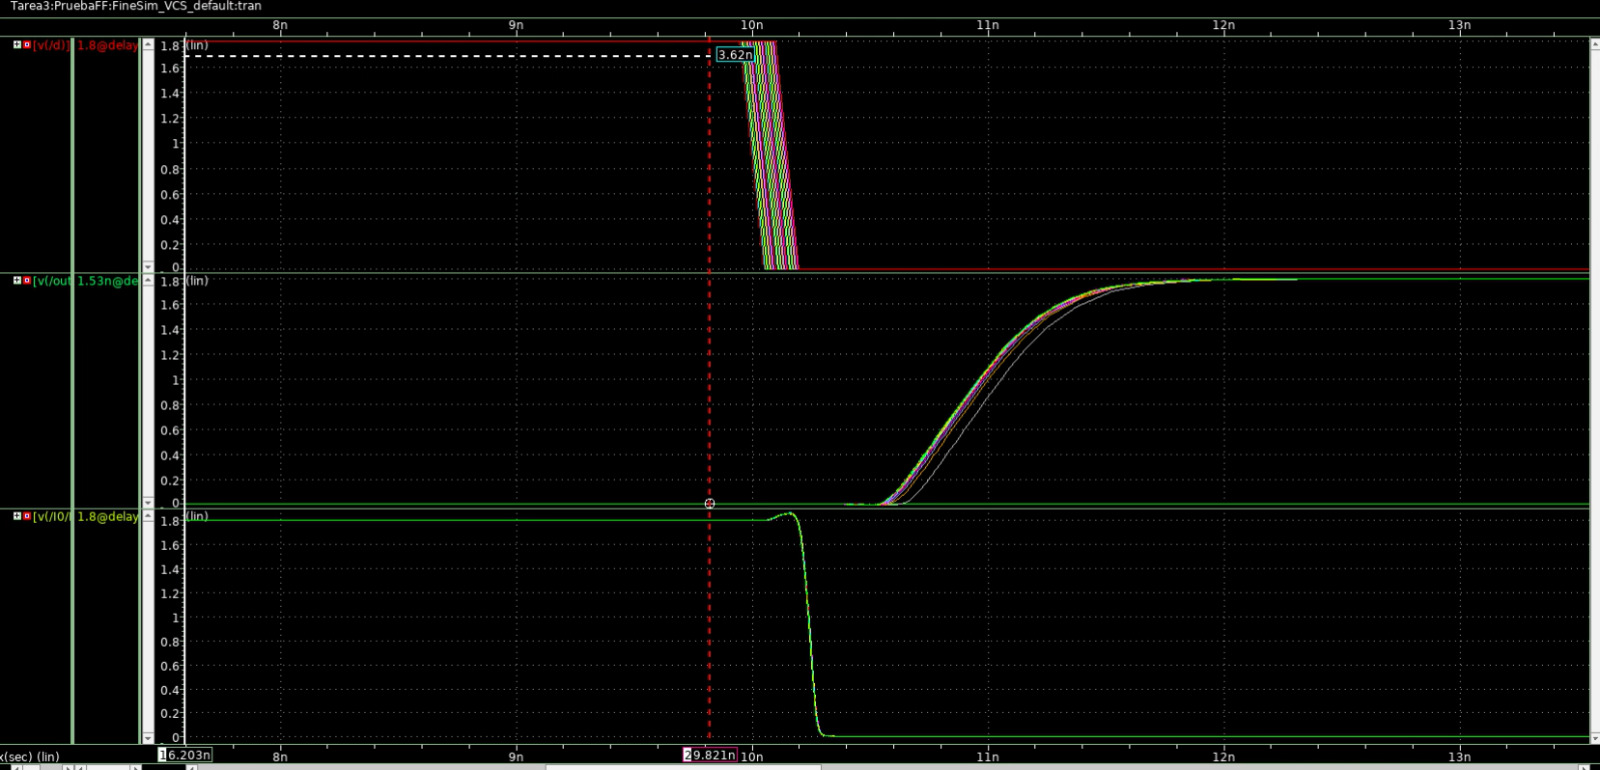 Tarea3:PruebaFF:FineSim_VCS_default:tran
8n 9n 10n 11n 12n 13n
[v(/d)] 1.8@delay
1.8 (lin)
3.62n
1.6
1.4
1.2
1
0.8
0.6
0.4
0.2
0
[v(/out 1.53n@de
1.8 (lin)
1.6
1.4
1.2
1
0.8
0.6
0.4
0.2
0
[v(/I0/I 1.8@delay
(lin)
1.8
1.6
1.4
1.2
1
0.8
0.6
0.4
0.2
0
x(sec) (lin) 1 6.203n 8n 9n 2 9.821n 10n 11n 12n 13n